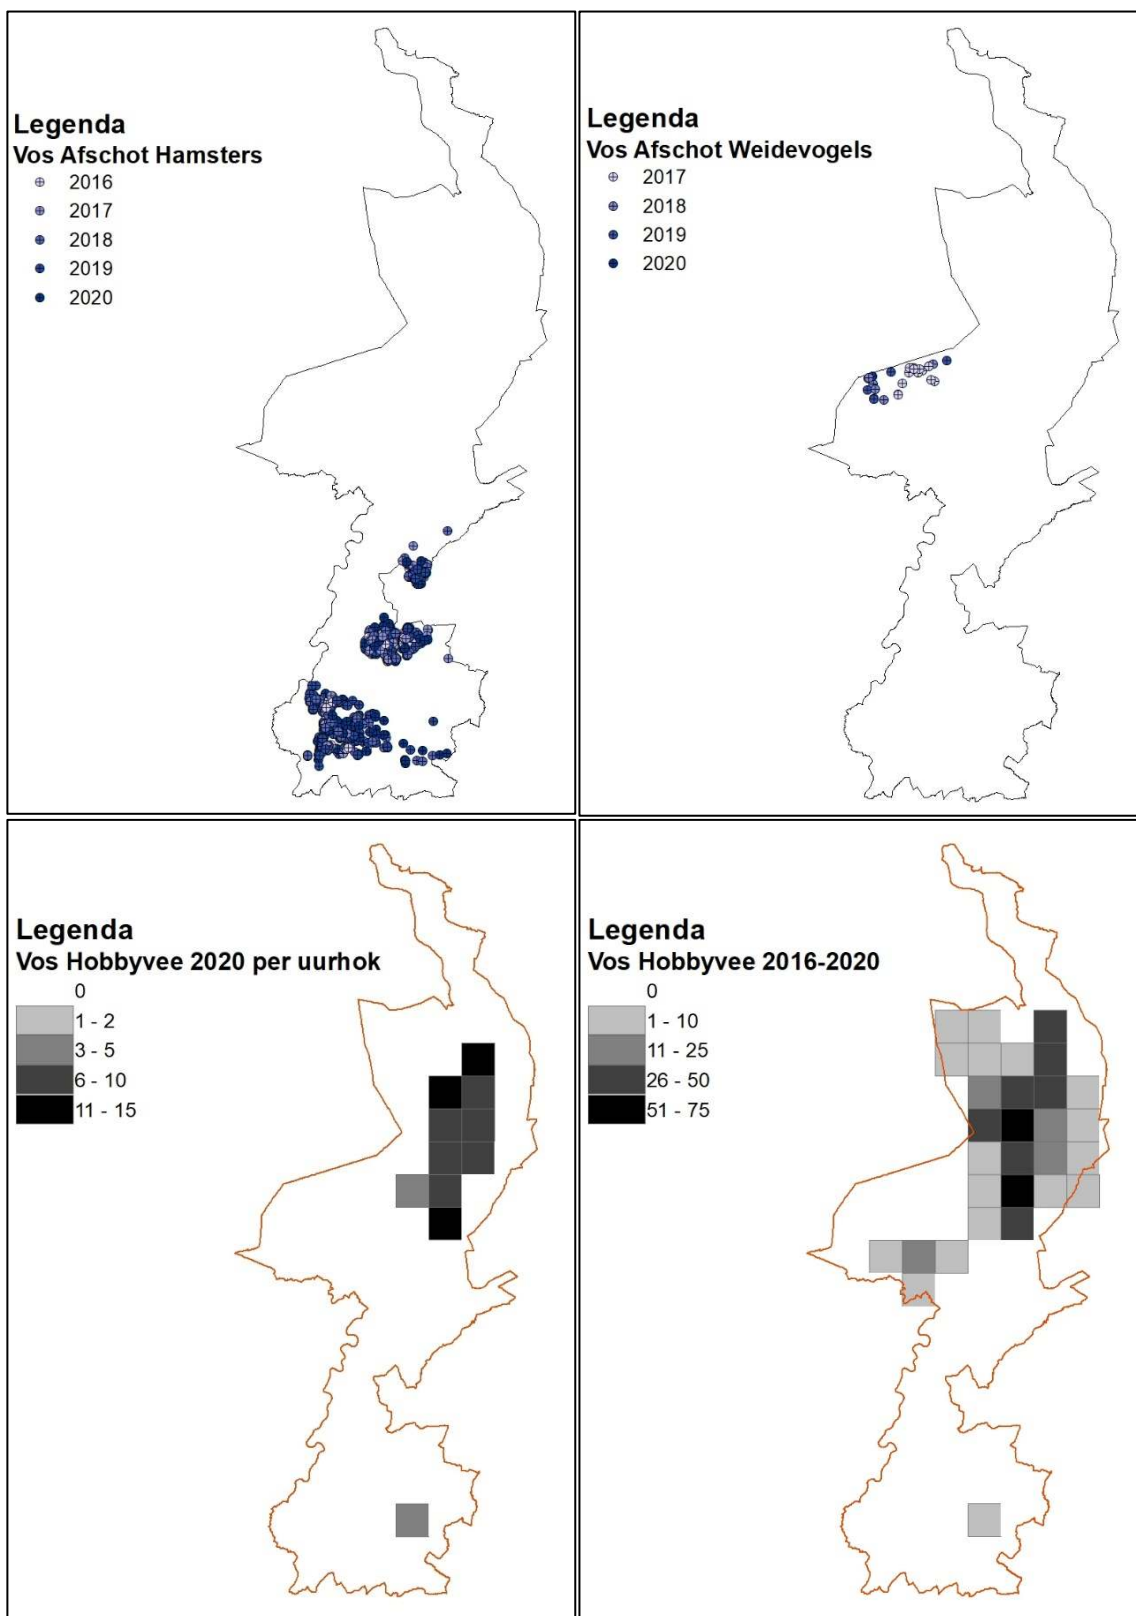 Legenda
Vos Afschot Hamsters
2016
2017
2018
2019
2020
Legenda
Vos Afschot Weidevogels
2017
2018
2019
2020
Legenda
Vos Hobbyvee 2020 per uurhok
0
1 - 2
3 - 5
6 - 10
11 - 15
Legenda
Vos Hobbyvee 2016-2020
0
1 - 10
11 - 25
26 - 50
51 - 75